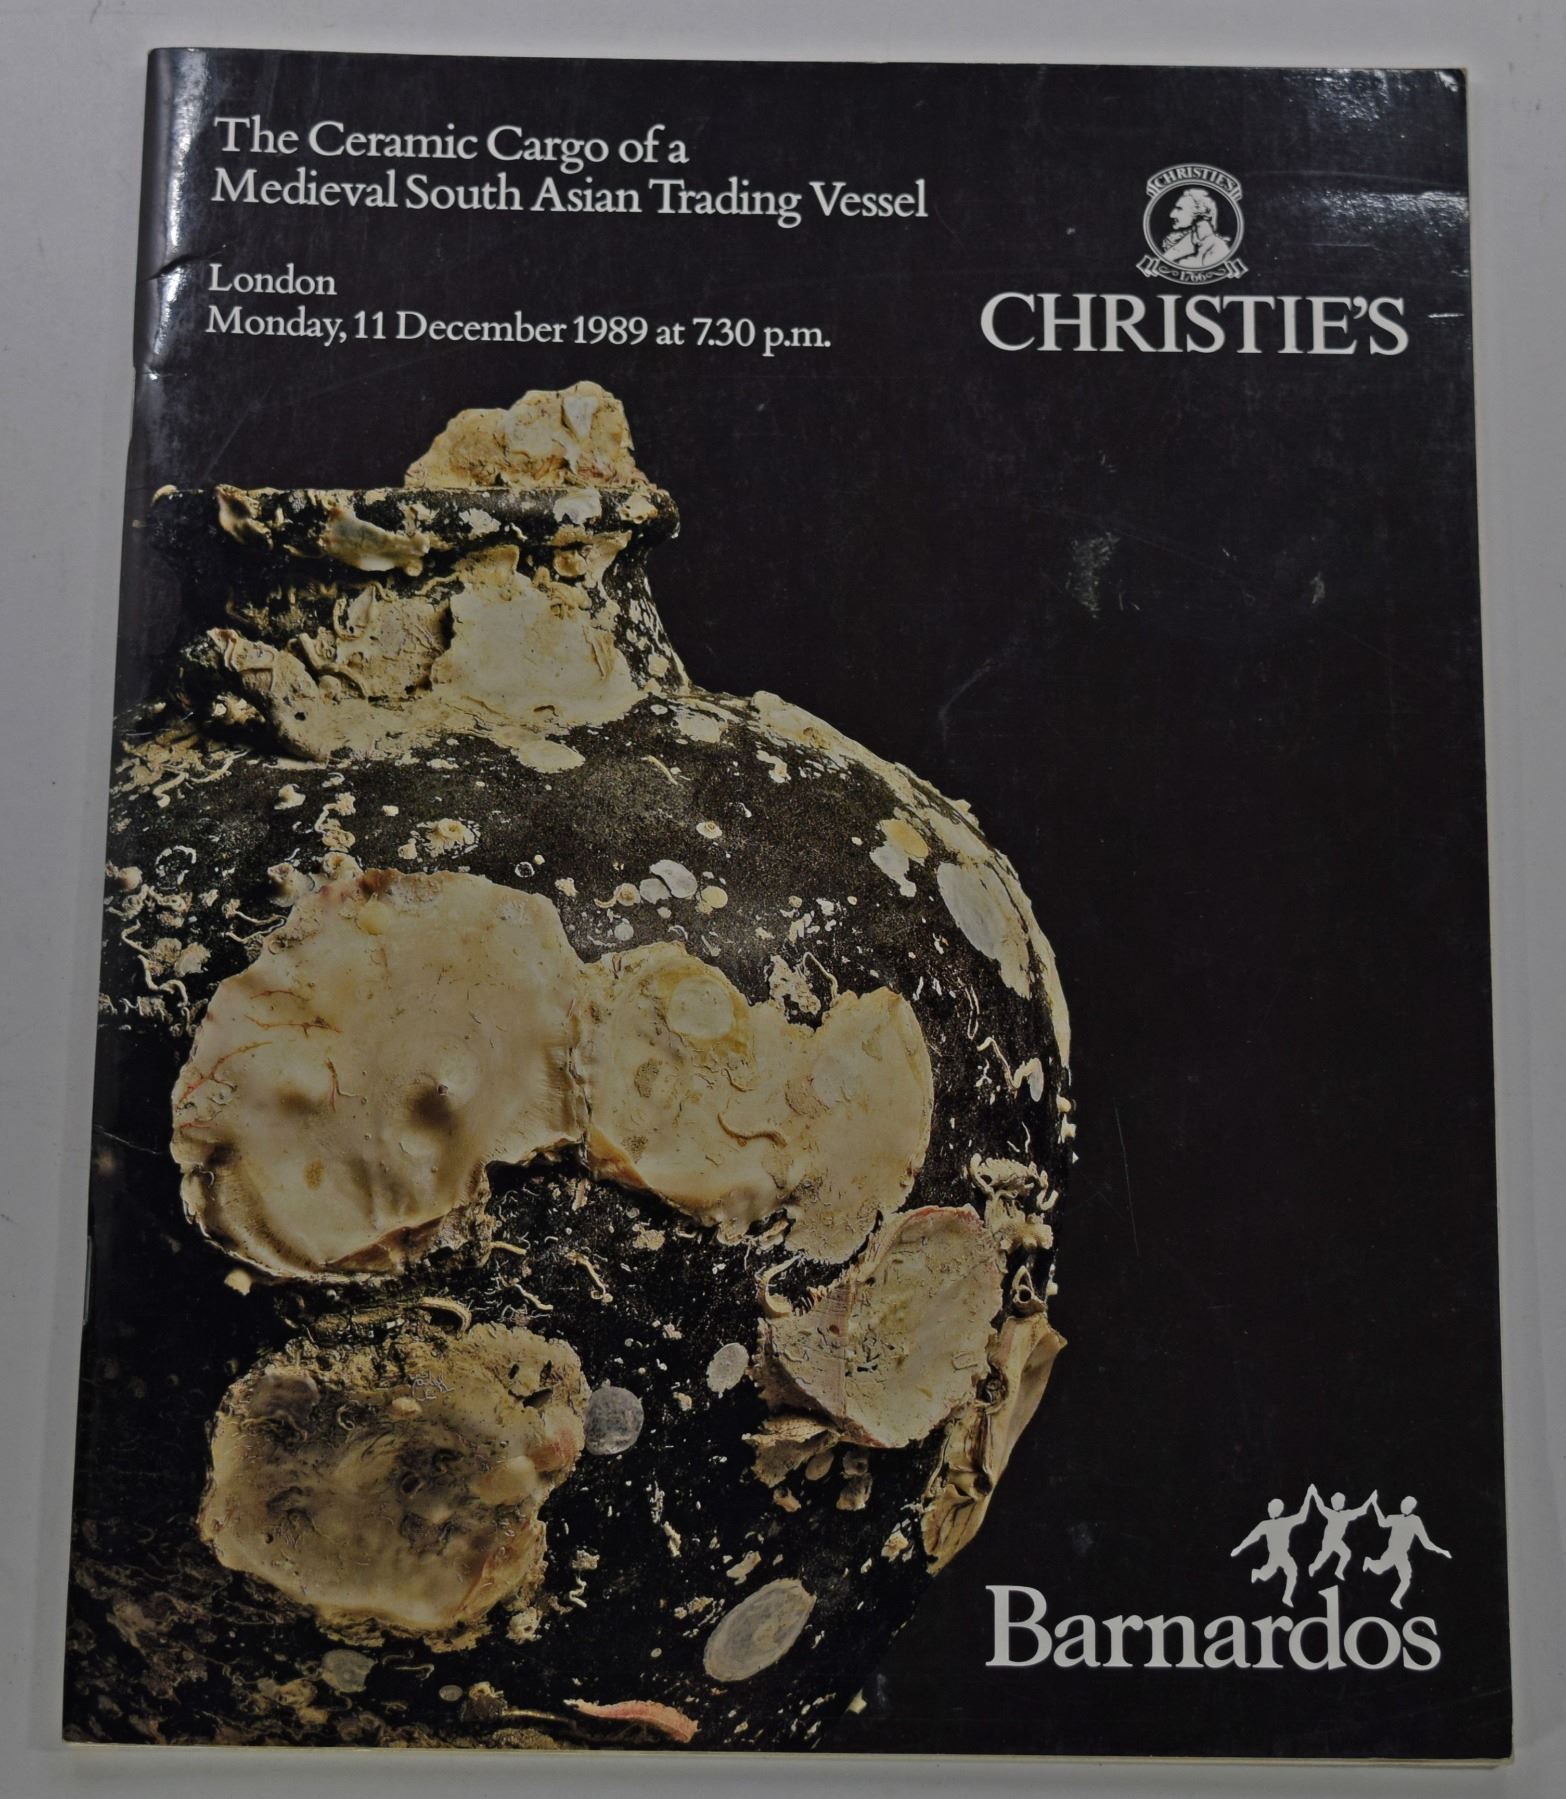 The Ceramic Cargo of a
Medieval South Asian Trading Vessel
London
Monday, 11 December 1989 at 7.30 p.m.
CHRISTIE'S
1766
CHRISTIE'S
Barnardos